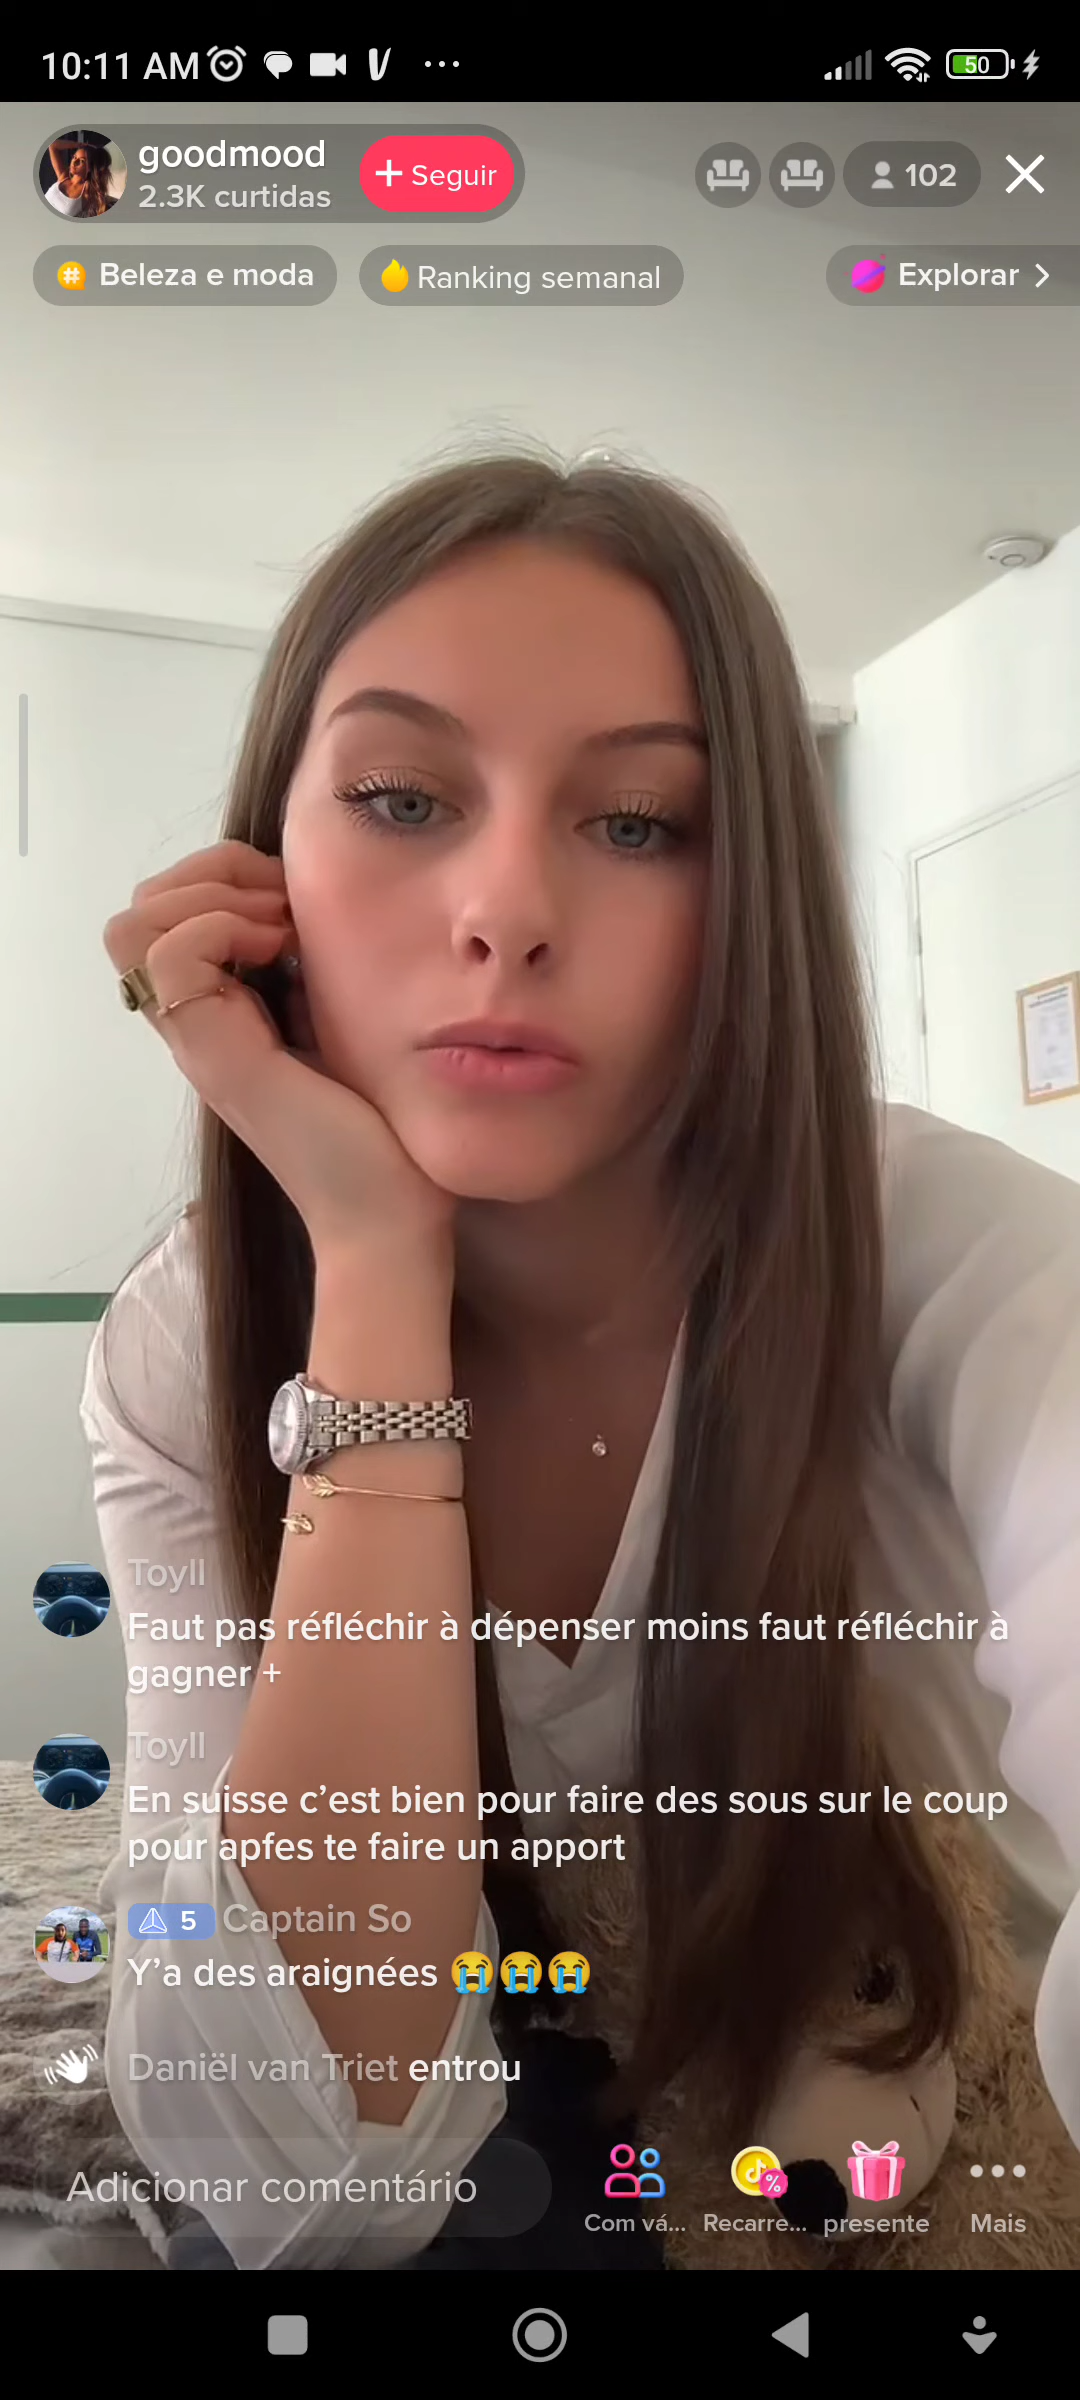 10:11 AM
50
goodmood
2.3K curtidas
+ Seguir
102
Beleza e moda
Ranking semanal
Explorar
Toyll
Faut pas réfléchir à dépenser moins faut réfléchir à
gagner +
Toyll
En suisse c’est bien pour faire des sous sur le coup
pour apfes te faire un apport
5 Captain So
Y’a des araignées 😭😭😭
Daniël van Triet entrou
Adicionar comentário
Com vá...
Recarre...
presente
Mais